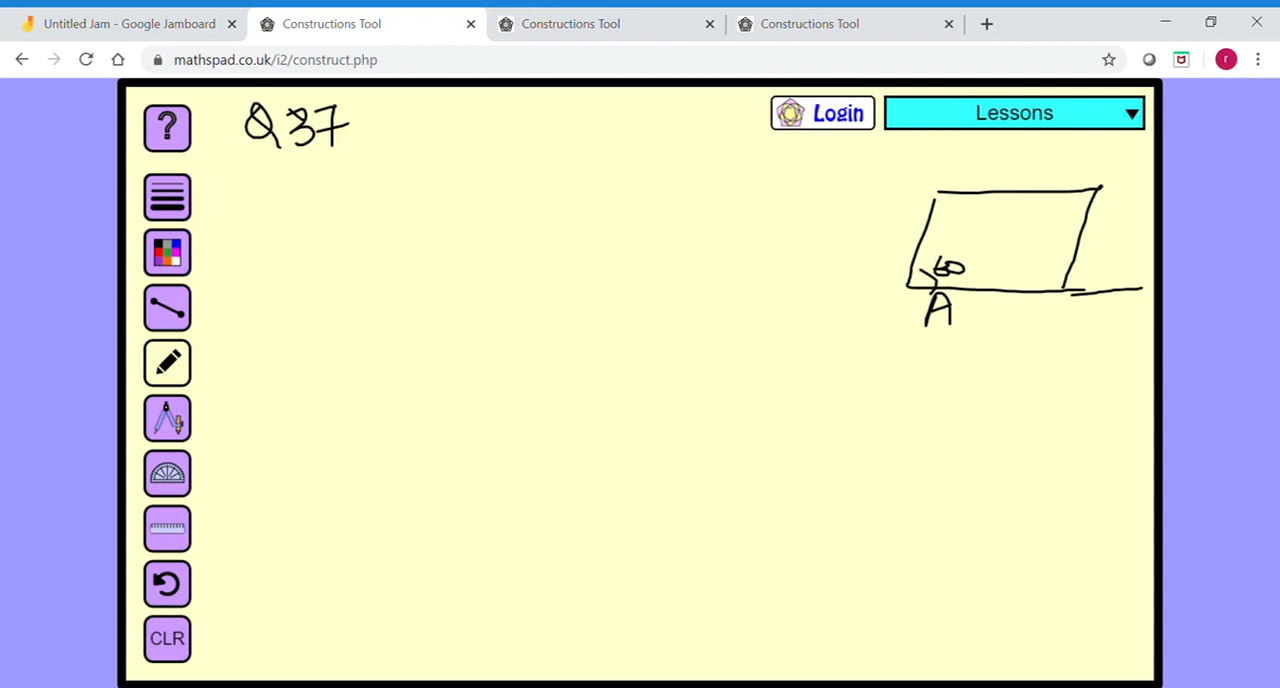 Untitled Jam - Google Jamboard
Constructions Tool
Constructions Tool
Constructions Tool
mathspad.co.uk/i2/construct.php
r
?
Q37
Login
Lessons
60
A
CLR